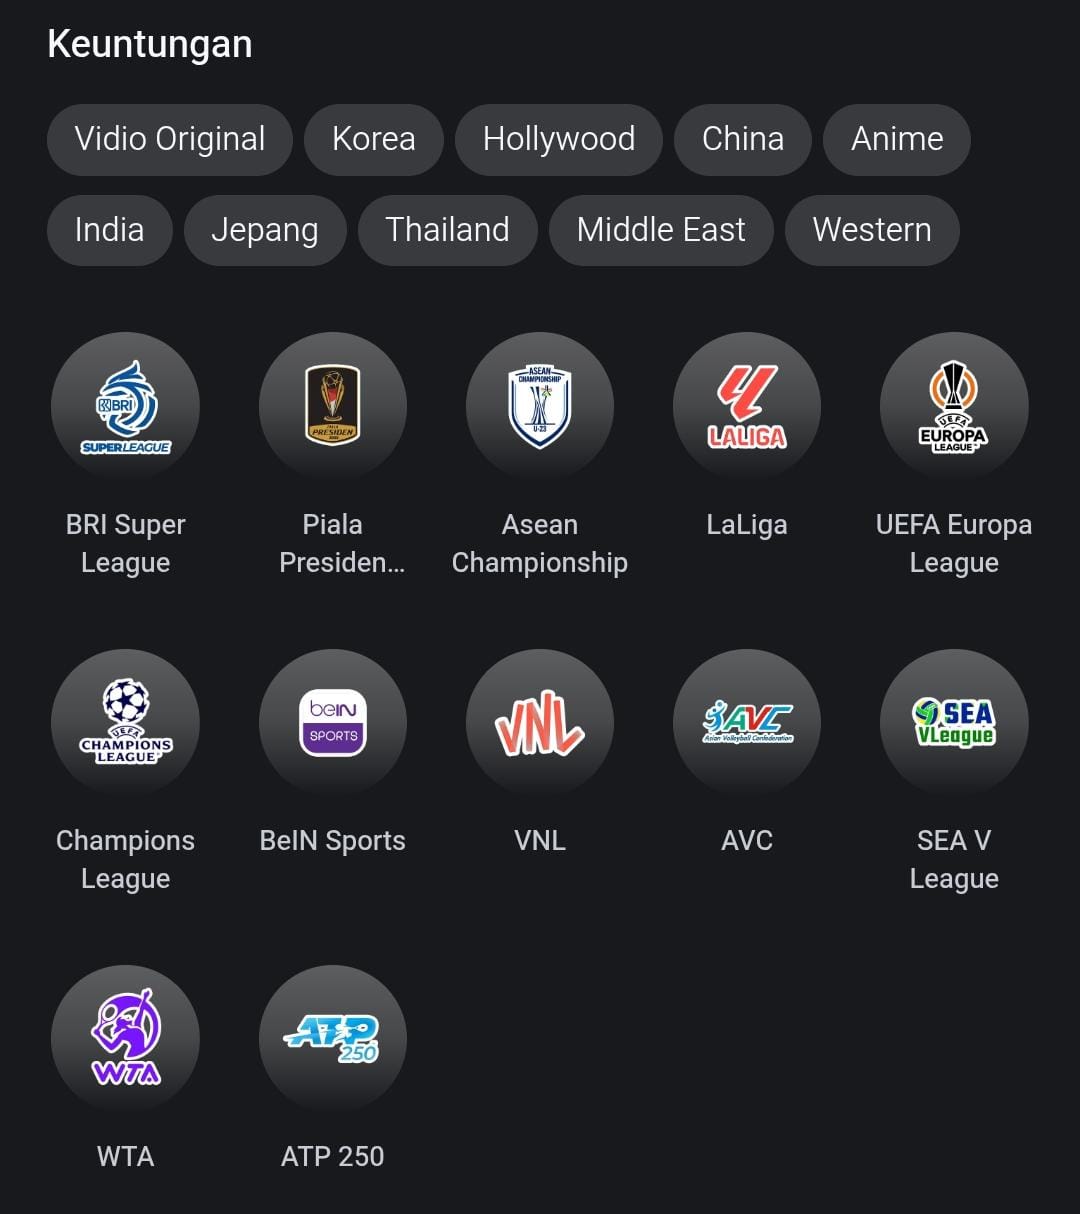 Keuntungan
Vidio Original Korea Hollywood China Anime
India Jepang Thailand Middle East Western
BRI
SUPER LEAGUE
PIALA
PRESIDEN
ASEAN
CHAMPIONSHIP
U-23
LALIGA
UEFA
EUROPA
LEAGUE
BRI Super League
Piala Presiden...
Asean Championship
LaLiga
UEFA Europa League
UEFA
CHAMPIONS
LEAGUE
beIN
SPORTS
VNL
AVC
Asian Volleyball Confederation
SEA
VLeague
Champions League
BeIN Sports
VNL
AVC
SEA V League
WTA
ATP
250
WTA
ATP 250